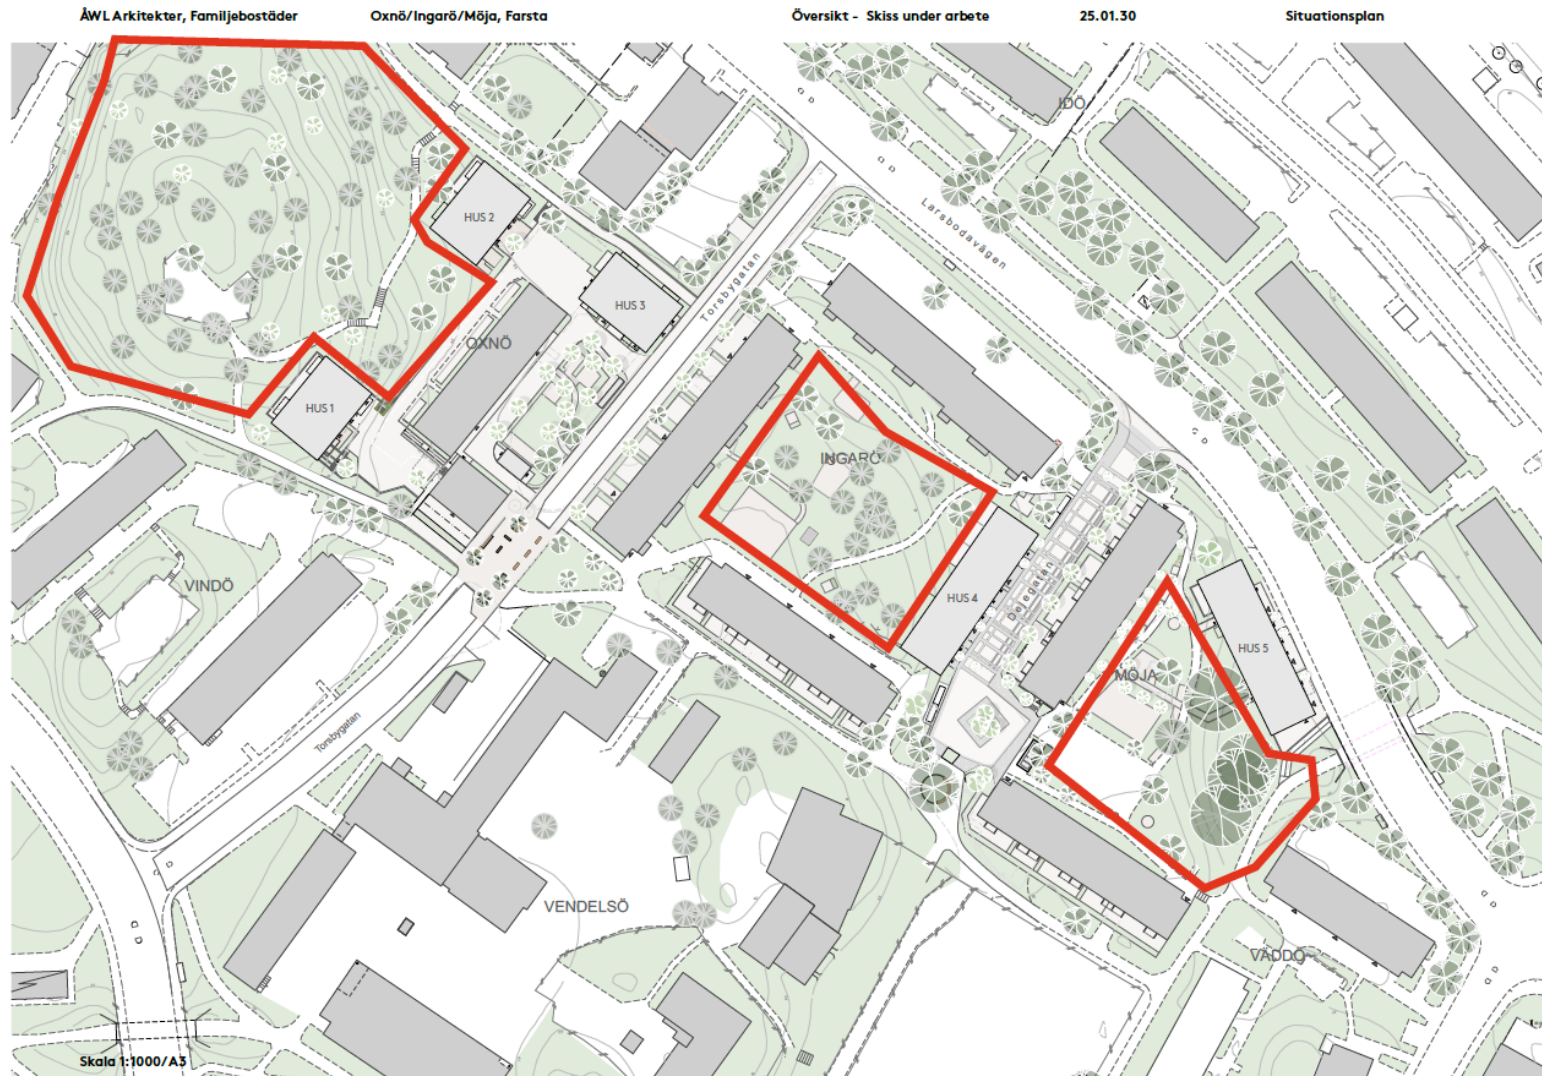 ÅWL Arkitekter, Familjebostäder
Oxnö/Ingarö/Möja, Farsta
Översikt - Skiss under arbete
25.01.30
Situationsplan
IDÖ
HUS 2
Larsbodavägen
Torsbygatan
HUS 3
OXNÖ
HUS 1
INGARÖ
VINDÖ
HUS 4
Delegatan
HUS 5
MÖJA
Torsbygatan
VENDELSÖ
VÄDDÖ
Skala 1:1000/A3